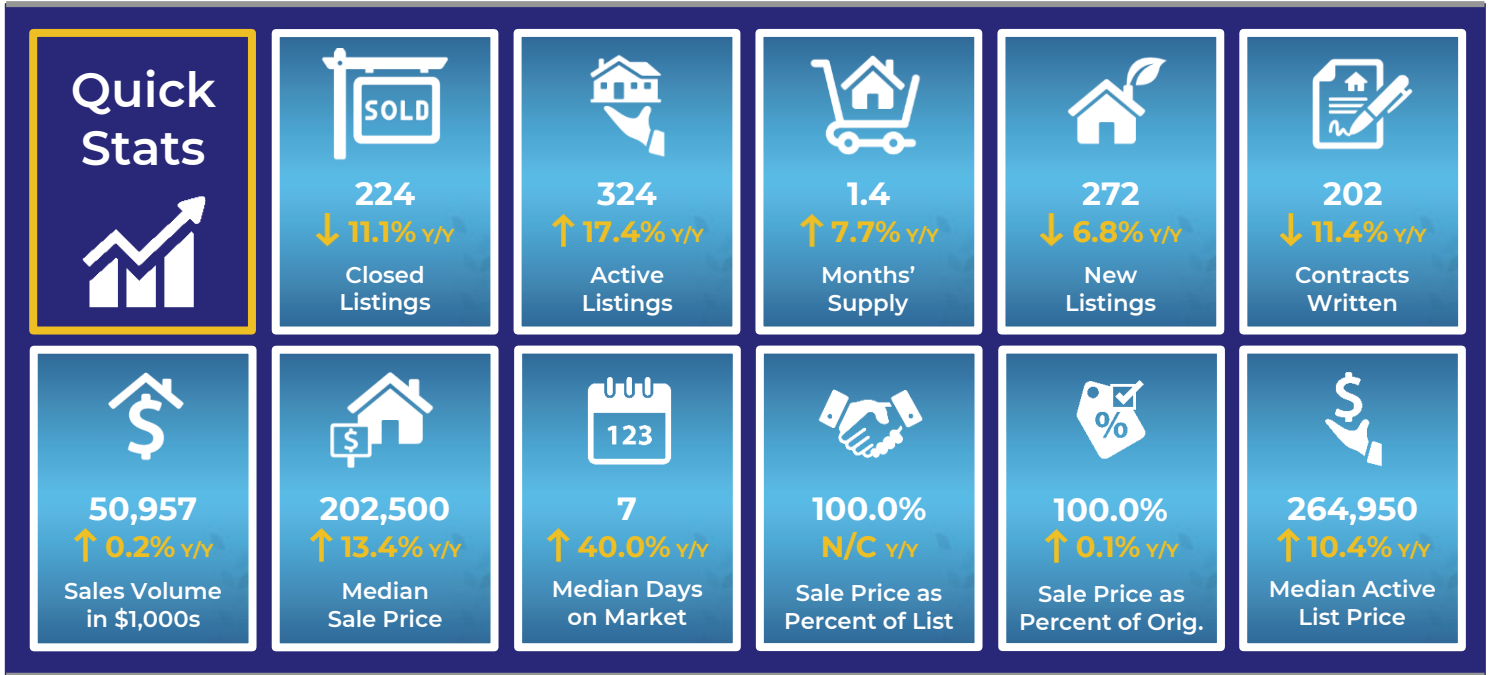 Quick
Stats
SOLD
224
↓ 11.1% Y/Y
Closed
Listings
324
↑ 17.4% Y/Y
Active
Listings
1.4
↑ 7.7% Y/Y
Months’
Supply
272
↓ 6.8% Y/Y
New
Listings
202
↓ 11.4% Y/Y
Contracts
Written
$
50,957
↑ 0.2% Y/Y
Sales Volume
in $1,000s
$
202,500
↑ 13.4% Y/Y
Median
Sale Price
123
7
↑ 40.0% Y/Y
Median Days
on Market
100.0%
N/C Y/Y
Sale Price as
Percent of List
%
100.0%
↑ 0.1% Y/Y
Sale Price as
Percent of Orig.
$
264,950
↑ 10.4% Y/Y
Median Active
List Price